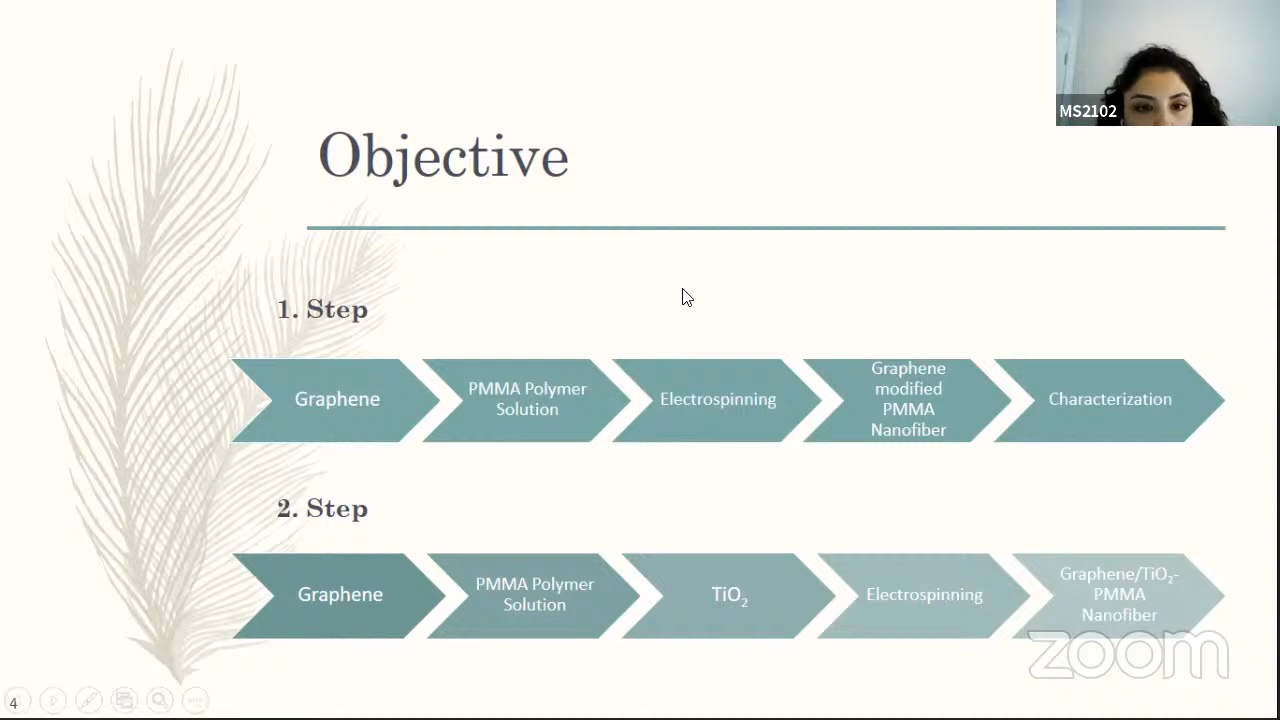 MS2102
Objective
1. Step
Graphene
PMMA Polymer
Solution
Electrospinning
Graphene
modified
PMMA
Nanofiber
Characterization
2. Step
Graphene
PMMA Polymer
Solution
TiO₂
Electrospinning
Graphene/TiO₂-
PMMA
Nanofiber
zoom
4